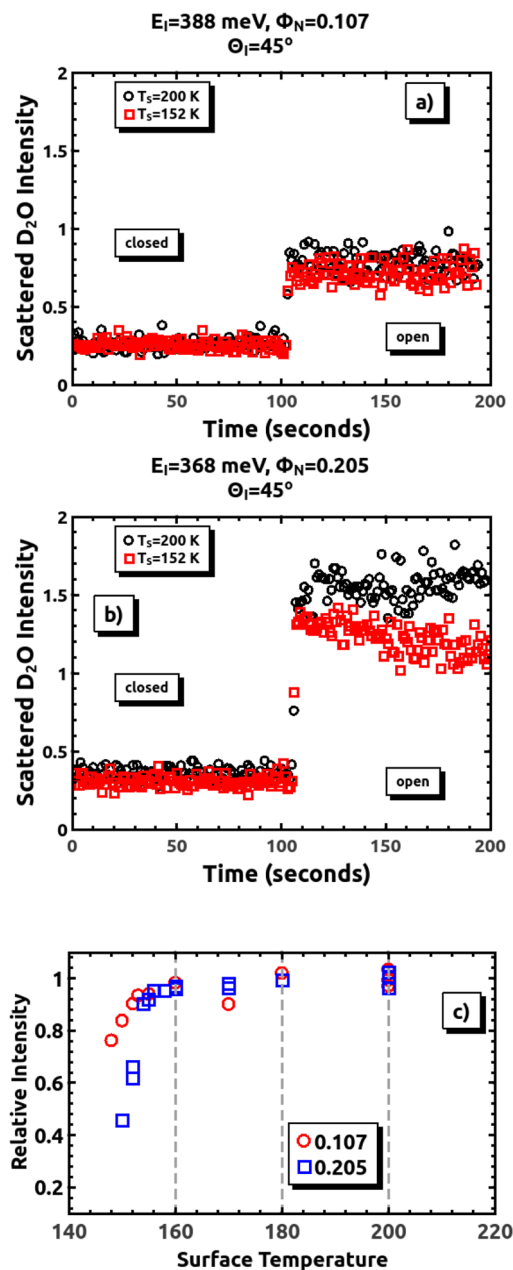 E_I=388 meV, Φ_N=0.107
Θ_I=45°
Scattered D₂O Intensity
2
1.5
1
0.5
0
T_S=200 K
T_S=152 K
a)
closed
open
0 50 100 150 200
Time (seconds)
E_I=368 meV, Φ_N=0.205
Θ_I=45°
Scattered D₂O Intensity
2
1.5
1
0.5
0
T_S=200 K
T_S=152 K
b)
closed
open
0 50 100 150 200
Time (seconds)
Relative Intensity
1
0.8
0.6
0.4
0.2
c)
0.107
0.205
140 160 180 200 220
Surface Temperature